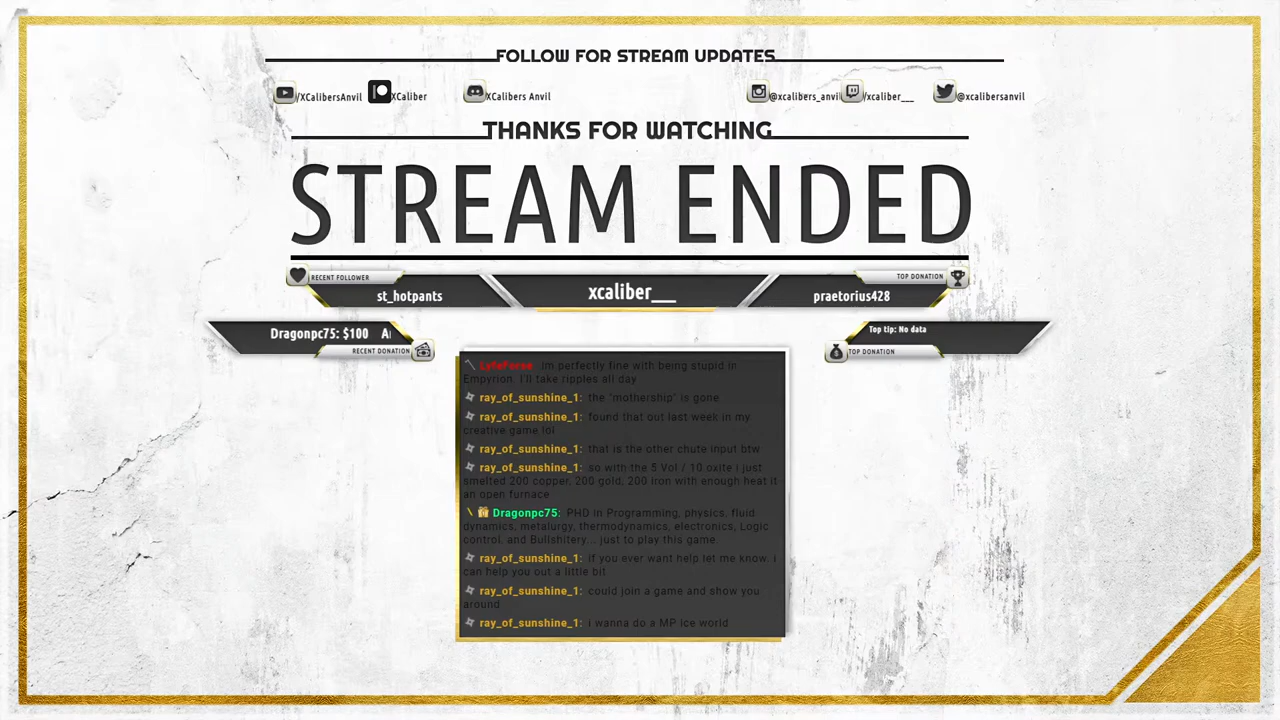 FOLLOW FOR STREAM UPDATES
/XCalibersAnvil XCaliber XCalibers Anvil @xcalibers_anvil /xcaliber___ @xcalibersanvil
THANKS FOR WATCHING
STREAM ENDED
RECENT FOLLOWER TOP DONATION
st_hotpants xcaliber___ praetorius428
Dragonpc75: $100 Top tip: No data
RECENT DONATION TOP DONATION
LyfeForse Im perfectly fine with being stupid in
Empyrion. I'll take ripples all day
ray_of_sunshine_1: the "mothership" is gone
ray_of_sunshine_1: found that out last week in my
creative game lol
ray_of_sunshine_1: that is the other chute input btw
ray_of_sunshine_1: so with the 5 Vol / 10 oxite i just
smelted 200 copper, 200 gold, 200 iron with enough heat it
an open furnace
Dragonpc75: PHD in Programming, physics, fluid
dynamics, metalurgy, thermodynamics, electronics, Logic
control, and Bullshitery... just to play this game.
ray_of_sunshine_1: if you ever want help let me know, i
can help you out a little bit
ray_of_sunshine_1: could join a game and show you
around
ray_of_sunshine_1: i wanna do a MP ice world